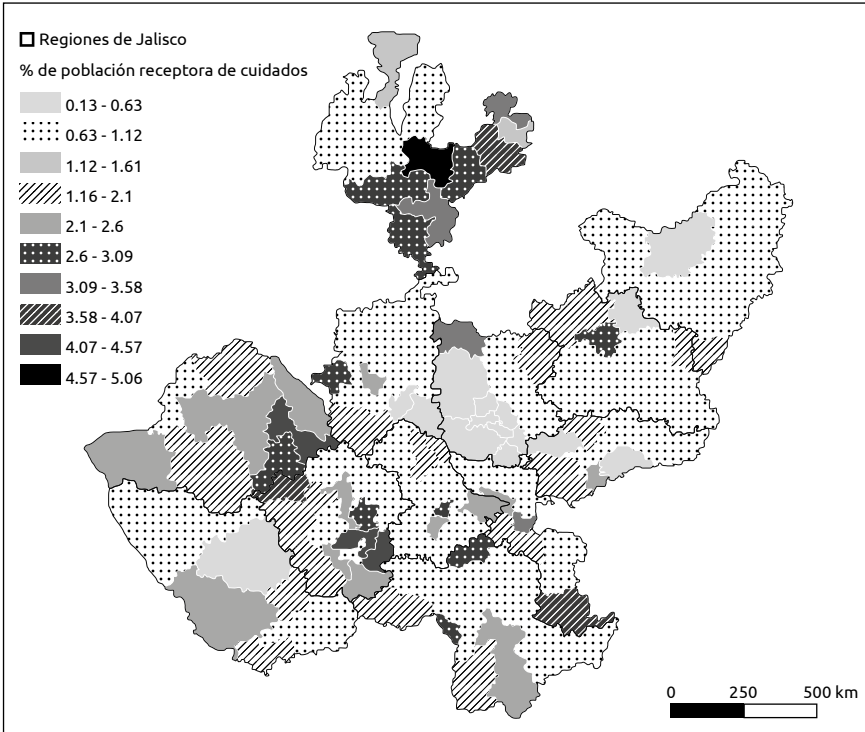 Regiones de Jalisco
% de población receptora de cuidados
0.13 - 0.63
0.63 - 1.12
1.12 - 1.61
1.16 - 2.1
2.1 - 2.6
2.6 - 3.09
3.09 - 3.58
3.58 - 4.07
4.07 - 4.57
4.57 - 5.06
0 250 500 km